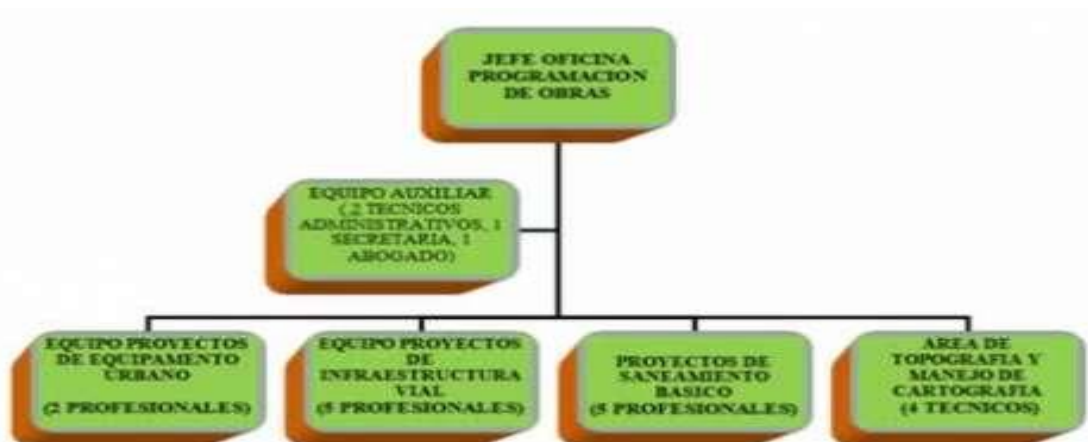 JEFE OFICINA
PROGRAMACION
DE OBRAS
EQUIPO AUXILIAR
( 2 TECNICOS
ADMINISTRATIVOS, 1
SECRETARIA, 1
ABOGADO)
EQUIPO PROYECTOS
DE EQUIPAMENTO
URBANO
(2 PROFESIONALES)
EQUIPO PROYECTOS
DE
INFRAESTRUCTURA
VIAL
(5 PROFESIONALES)
PROYECTOS DE
SANEAMIENTO
BASICO
(5 PROFESIONALES)
AREA DE
TOPOGRAFIA Y
MANEJO DE
CARTOGRAFIA
(4 TECNICOS)